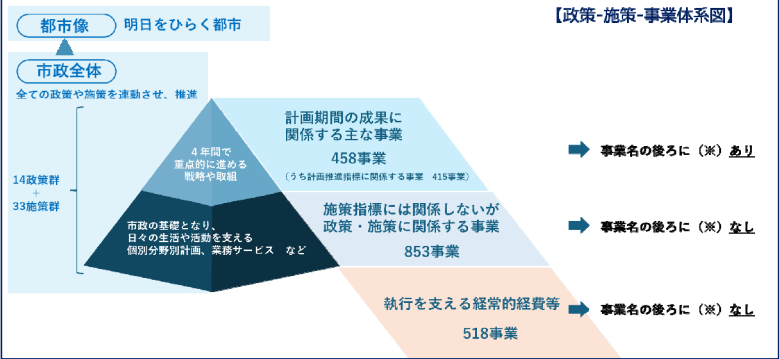 【政策-施策-事業体系図】
都市像 明日をひらく都市
市政全体
全ての政策や施策を連動させ、推進
14政策群
+
33施策群
4年間で
重点的に進める
戦略や取組
市政の基礎となり、
日々の生活や活動を支える
個別分野別計画、業務サービス など
計画期間の成果に
関係する主な事業
458事業
(うち計画推進指標に関係する事業 415事業)
事業名の後ろに(※)あり
施策指標には関係しないが
政策・施策に関係する事業
853事業
事業名の後ろに(※)なし
執行を支える経常的経費等
518事業
事業名の後ろに(※)なし